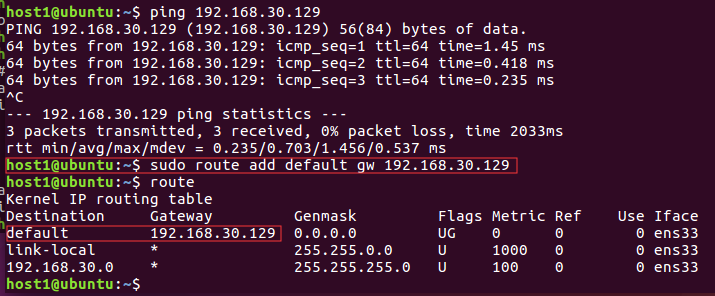 host1@ubuntu:~$ ping 192.168.30.129
PING 192.168.30.129 (192.168.30.129) 56(84) bytes of data.
64 bytes from 192.168.30.129: icmp_seq=1 ttl=64 time=1.45 ms
64 bytes from 192.168.30.129: icmp_seq=2 ttl=64 time=0.418 ms
64 bytes from 192.168.30.129: icmp_seq=3 ttl=64 time=0.235 ms
^C
--- 192.168.30.129 ping statistics ---
3 packets transmitted, 3 received, 0% packet loss, time 2033ms
rtt min/avg/max/mdev = 0.235/0.703/1.456/0.537 ms
host1@ubuntu:~$ sudo route add default gw 192.168.30.129
host1@ubuntu:~$ route
Kernel IP routing table
Destination     Gateway         Genmask         Flags Metric Ref    Use Iface
default         192.168.30.129  0.0.0.0         UG    0      0        0 ens33
link-local      *               255.255.0.0     U     1000   0        0 ens33
192.168.30.0    *               255.255.255.0   U     100    0        0 ens33
host1@ubuntu:~$